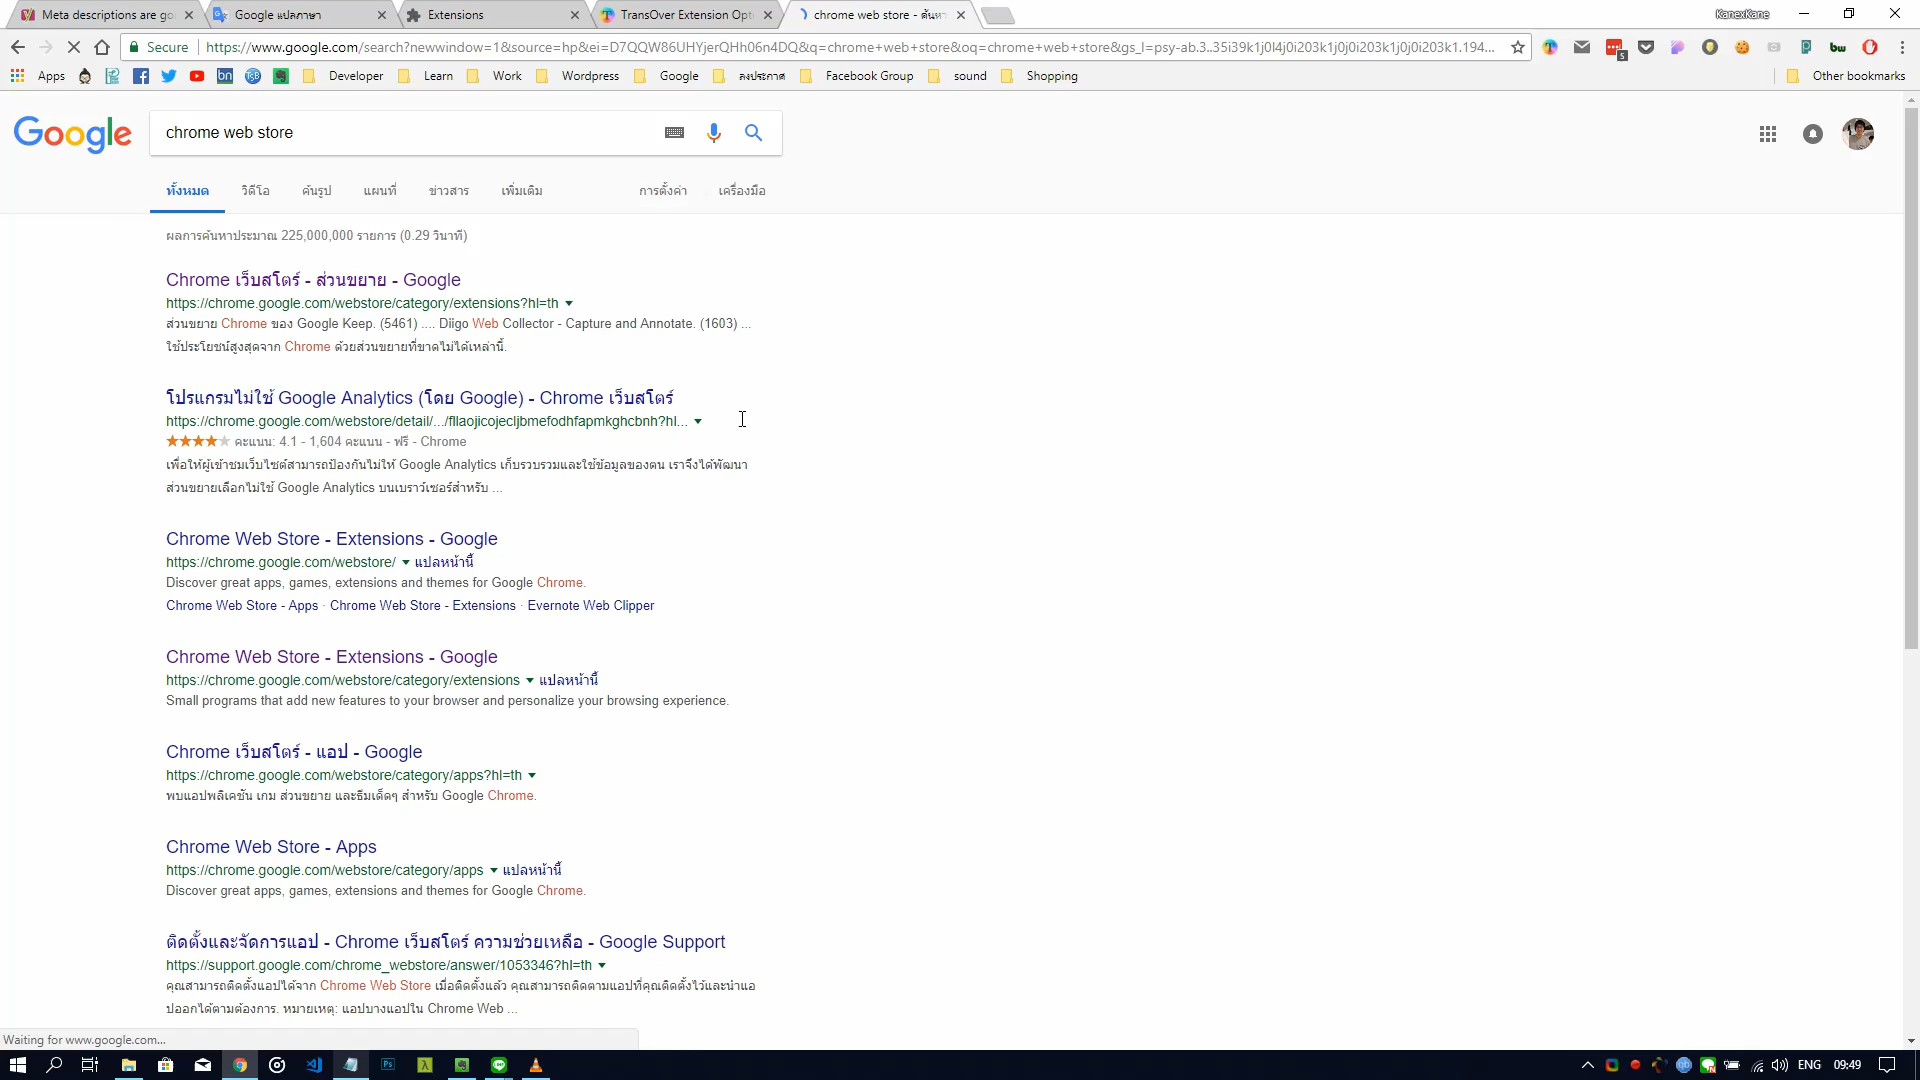 Meta descriptions are go
Google แปลภาษา
Extensions
TransOver Extension Opt
chrome web store - ค้นหา
KanexKane
Secure
https://www.google.com/search?newwindow=1&source=hp&ei=D7QQW86UHYjerQHh06n4DQ&q=chrome+web+store&oq=chrome+web+store&gs_l=psy-ab.3..35i39k1j0l4j0i203k1j0j0i203k1j0j0i203k1.194...
Apps
Developer
Learn
Work
Wordpress
Google
ลงประกาศ
Facebook Group
sound
Shopping
Other bookmarks
Google
chrome web store
ทั้งหมด
วิดีโอ
ค้นรูป
แผนที่
ข่าวสาร
เพิ่มเติม
การตั้งค่า
เครื่องมือ
ผลการค้นหาประมาณ 225,000,000 รายการ (0.29 วินาที)
Chrome เว็บสโตร์ - ส่วนขยาย - Google
https://chrome.google.com/webstore/category/extensions?hl=th
ส่วนขยาย Chrome ของ Google Keep. (5461) .... Diigo Web Collector - Capture and Annotate. (1603) ...
ใช้ประโยชน์สูงสุดจาก Chrome ด้วยส่วนขยายที่ขาดไม่ได้เหล่านี้.
โปรแกรมไม่ใช้ Google Analytics (โดย Google) - Chrome เว็บสโตร์
https://chrome.google.com/webstore/detail/.../fllaojicojecljbmefodhfapmkghcbnh?hl...
คะแนน: 4.1 - 1,604 คะแนน - ฟรี - Chrome
เพื่อให้ผู้เข้าชมเว็บไซต์สามารถป้องกันไม่ให้ Google Analytics เก็บรวบรวมและใช้ข้อมูลของตน เราจึงได้พัฒนา
ส่วนขยายเลือกไม่ใช้ Google Analytics บนเบราว์เซอร์สำหรับ ...
Chrome Web Store - Extensions - Google
https://chrome.google.com/webstore/ แปลหน้านี้
Discover great apps, games, extensions and themes for Google Chrome.
Chrome Web Store - Apps · Chrome Web Store - Extensions · Evernote Web Clipper
Chrome Web Store - Extensions - Google
https://chrome.google.com/webstore/category/extensions แปลหน้านี้
Small programs that add new features to your browser and personalize your browsing experience.
Chrome เว็บสโตร์ - แอป - Google
https://chrome.google.com/webstore/category/apps?hl=th
พบแอปพลิเคชัน เกม ส่วนขยาย และธีมเด็ดๆ สำหรับ Google Chrome.
Chrome Web Store - Apps
https://chrome.google.com/webstore/category/apps แปลหน้านี้
Discover great apps, games, extensions and themes for Google Chrome.
ติดตั้งและจัดการแอป - Chrome เว็บสโตร์ ความช่วยเหลือ - Google Support
https://support.google.com/chrome_webstore/answer/1053346?hl=th
คุณสามารถติดตั้งแอปได้จาก Chrome Web Store เมื่อติดตั้งแล้ว คุณสามารถติดตามแอปที่คุณติดตั้งไว้และนำแอ
ปออกได้ตามต้องการ. หมายเหตุ: แอปบางแอปใน Chrome Web ...
Waiting for www.google.com...
ENG
09:49